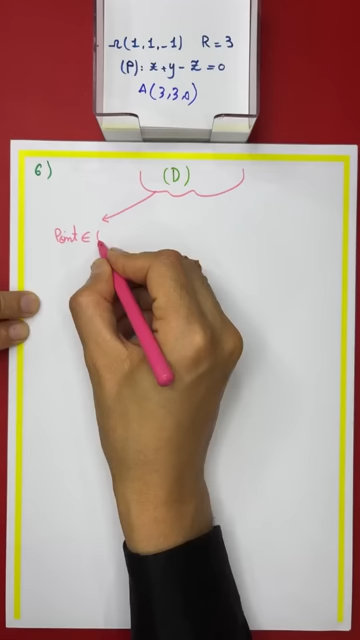 Ω(1,1,-1) R=3
(P): x+y-z=0
A(3,3,1)
6) (D)
Point ∈ (